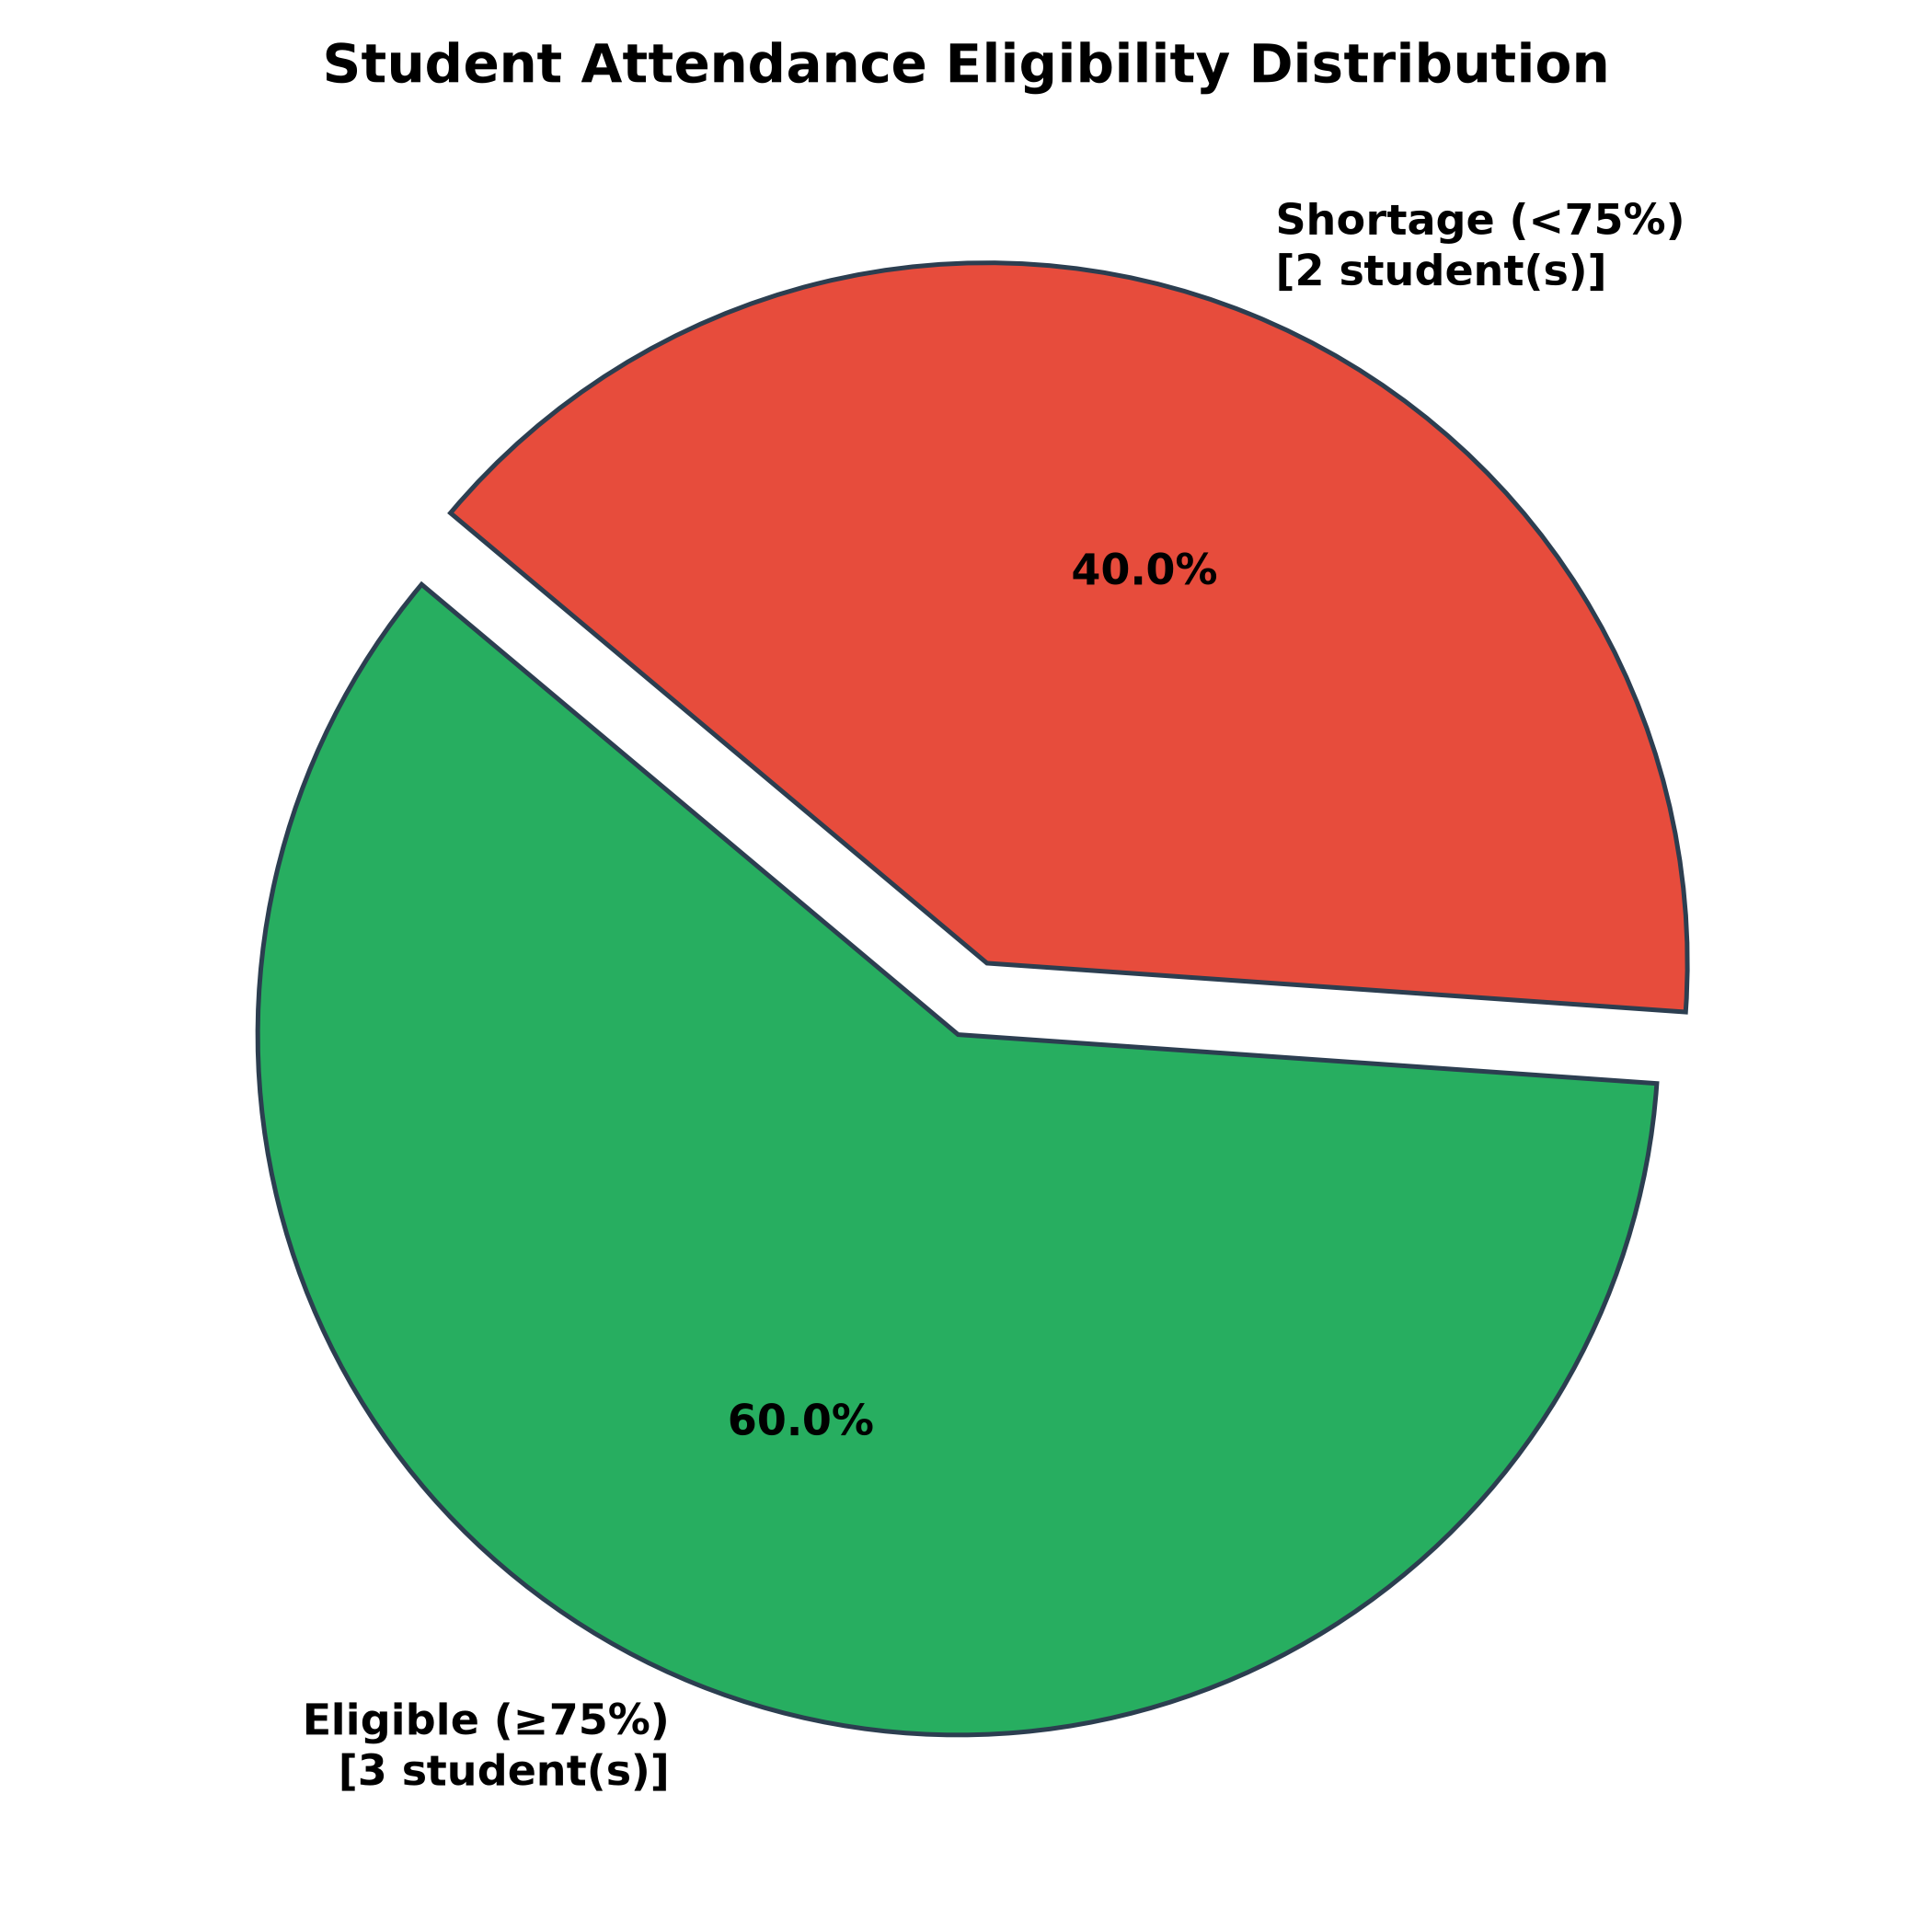 Student Attendance Eligibility Distribution
Shortage (<75%)
[2 student(s)]
40.0%
60.0%
Eligible (≥75%)
[3 student(s)]